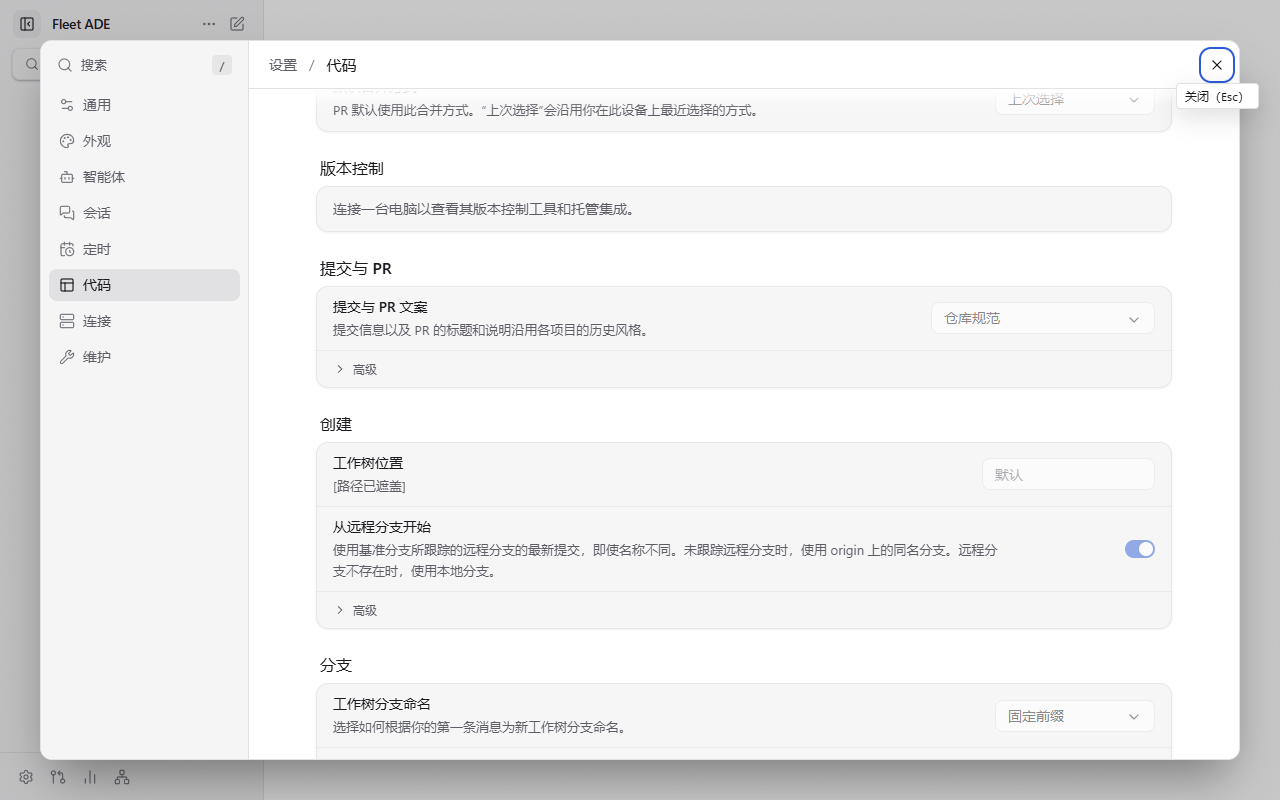 Fleet ADE
搜索
/
通用
外观
智能体
会话
定时
代码
连接
维护
设置 / 代码
关闭（Esc）
PR 默认使用此合并方式。“上次选择”会沿用你在此设备上最近选择的方式。
上次选择
版本控制
连接一台电脑以查看其版本控制工具和托管集成。
提交与 PR
提交与 PR 文案
提交信息以及 PR 的标题和说明沿用各项目的历史风格。
仓库规范
高级
创建
工作树位置
[路径已遮盖]
默认
从远程分支开始
使用基准分支所跟踪的远程分支的最新提交，即使名称不同。未跟踪远程分支时，使用 origin 上的同名分支。远程分
支不存在时，使用本地分支。
高级
分支
工作树分支命名
选择如何根据你的第一条消息为新工作树分支命名。
固定前缀